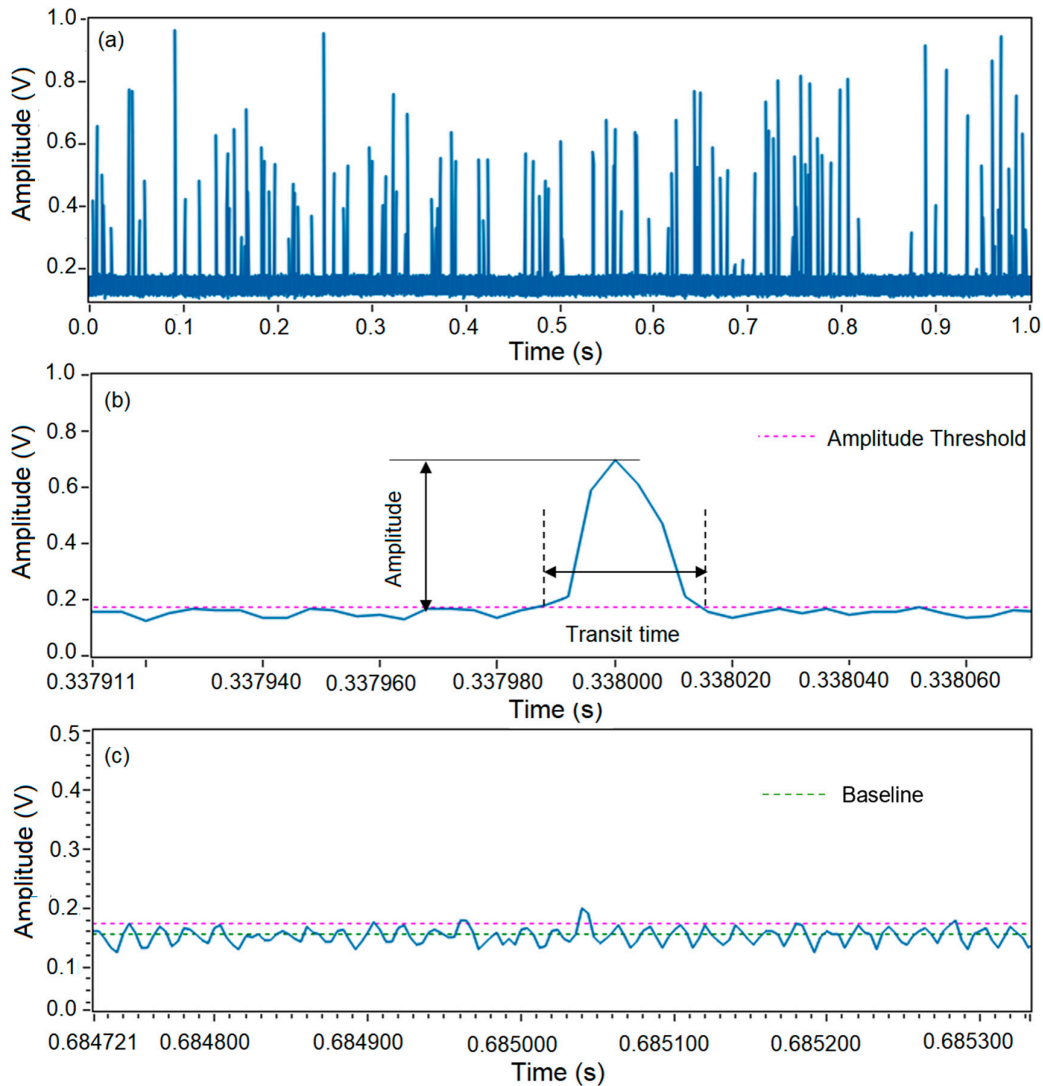 (a)
Amplitude (V)
1.0
0.8
0.6
0.4
0.2
0.0 0.1 0.2 0.3 0.4 0.5 0.6 0.7 0.8 0.9 1.0
Time (s)
(b)
Amplitude (V)
1.0
0.8
0.6
0.4
0.2
0.0
Amplitude Threshold
Amplitude
Transit time
0.337911 0.337940 0.337960 0.337980 0.338000 0.338020 0.338040 0.338060
Time (s)
(c)
Amplitude (V)
0.5
0.4
0.3
0.2
0.1
0.0
Baseline
0.684721 0.684800 0.684900 0.685000 0.685100 0.685200 0.685300
Time (s)